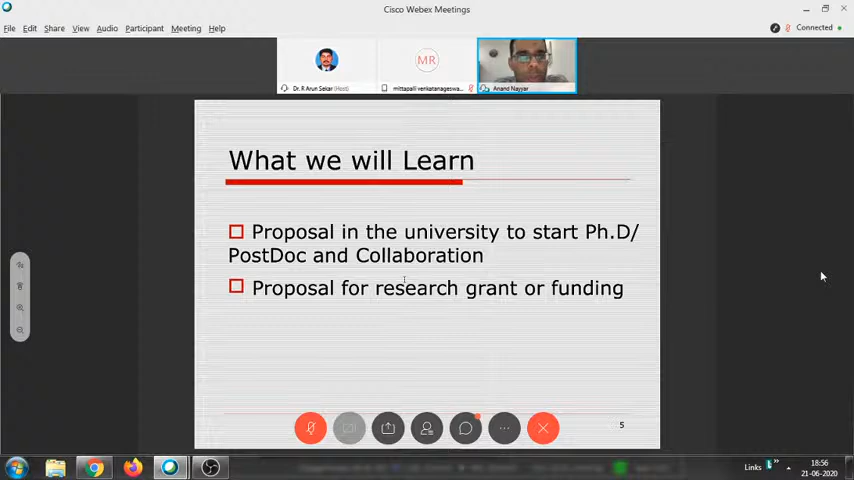 Cisco Webex Meetings
File Edit Share View Audio Participant Meeting Help
Connected
MR
Dr. R Arun Sekar (Host)
mittapalli venkatanageswa...
Anand Nayyar
What we will Learn
Proposal in the university to start Ph.D/
PostDoc and Collaboration
Proposal for research grant or funding
5
Links
18:56
21-06-2020